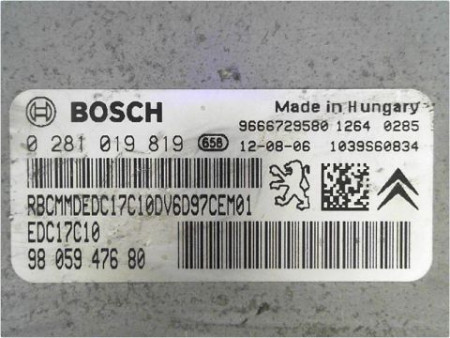 BOSCH
Made in Hungary
9666729580 1264 0285
0 281 019 819 658 12-08-06 1039S60834
RBCMMDEDC17C10DV6D97CEM01
EDC17C10
98 059 476 80